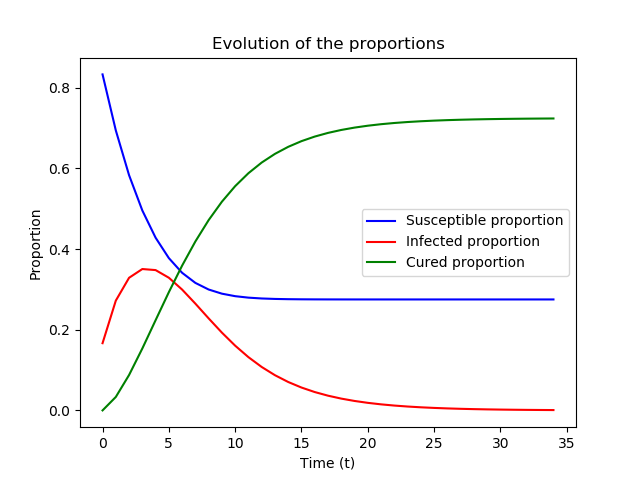 Evolution of the proportions
Proportion
0.8
0.6
0.4
0.2
0.0
Susceptible proportion
Infected proportion
Cured proportion
0 5 10 15 20 25 30 35
Time (t)